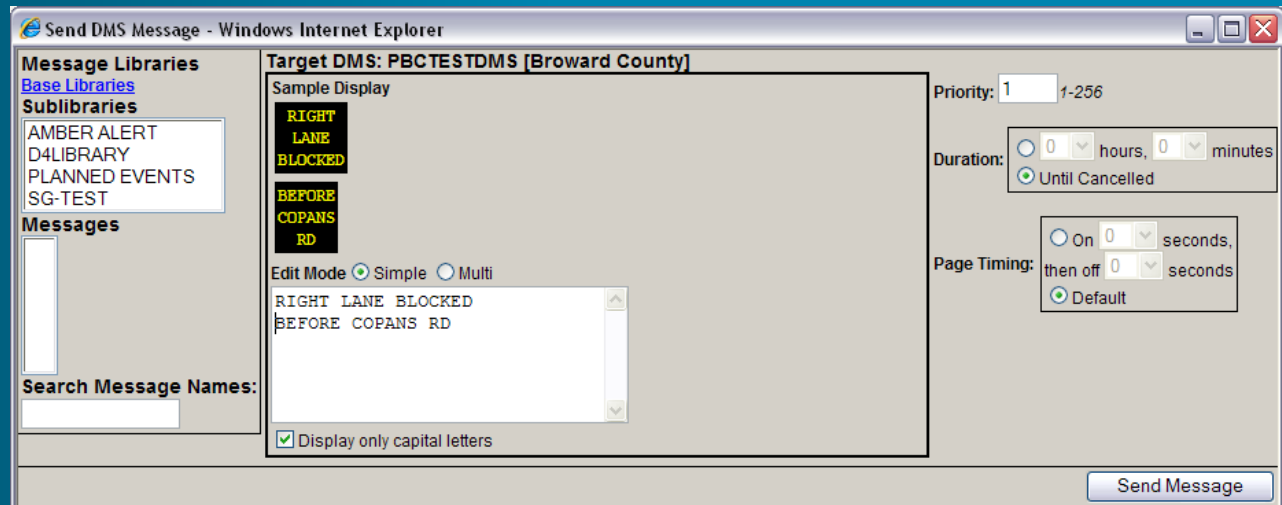 Send DMS Message - Windows Internet Explorer
Message Libraries
Base Libraries
Sublibraries
AMBER ALERT
D4LIBRARY
PLANNED EVENTS
SG-TEST
Messages
Search Message Names:
Target DMS: PBCTESTDMS [Broward County]
Sample Display
RIGHT
LANE
BLOCKED
BEFORE
COPANS
RD
Edit Mode Simple Multi
RIGHT LANE BLOCKED
BEFORE COPANS RD
Display only capital letters
Priority: 1 1-256
Duration: 0 hours, 0 minutes
Until Cancelled
Page Timing: On 0 seconds,
then off 0 seconds
Default
Send Message